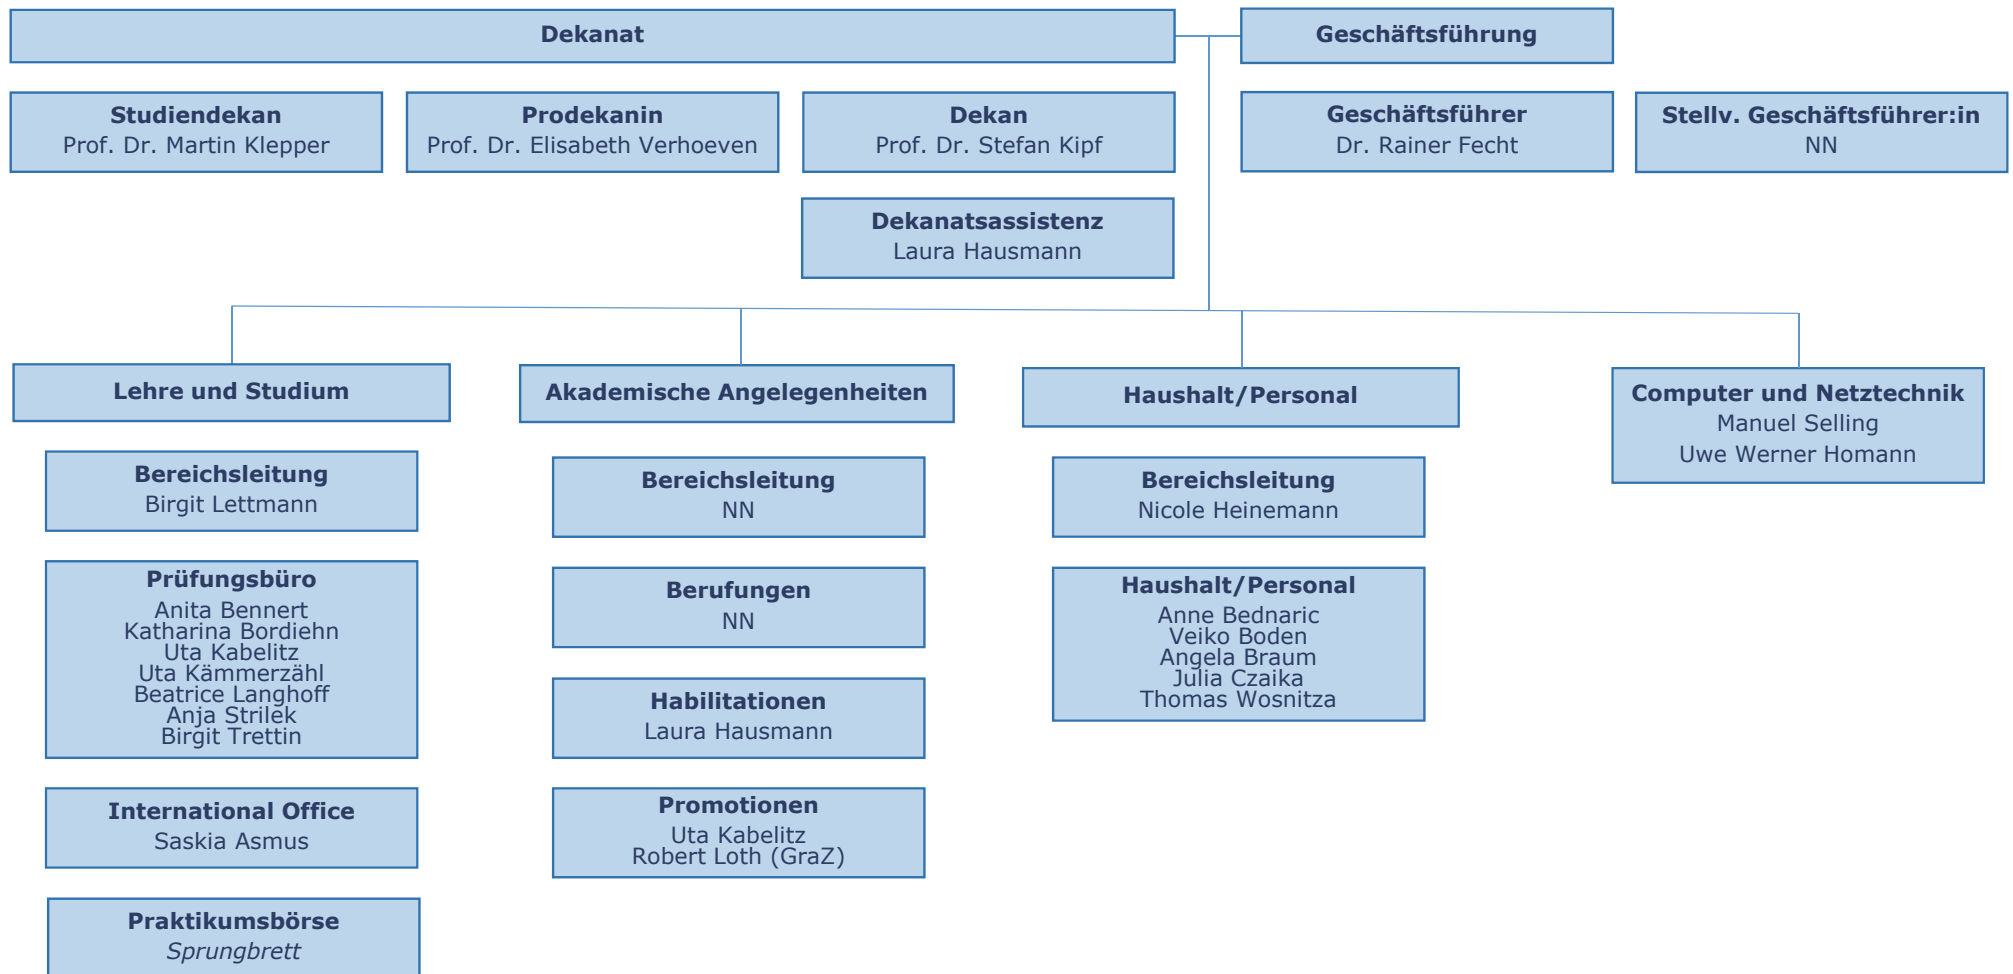 Dekanat
Geschäftsführung
Studiendekan
Prof. Dr. Martin Klepper
Prodekanin
Prof. Dr. Elisabeth Verhoeven
Dekan
Prof. Dr. Stefan Kipf
Geschäftsführer
Dr. Rainer Fecht
Stellv. Geschäftsführer:in
NN
Dekanatsassistenz
Laura Hausmann
Lehre und Studium
Bereichsleitung
Birgit Lettmann
Prüfungsbüro
Anita Bennert
Katharina Bordiehn
Uta Kabelitz
Uta Kämmerzähl
Beatrice Langhoff
Anja Strilek
Birgit Trettin
International Office
Saskia Asmus
Praktikumsbörse
Sprungbrett
Akademische Angelegenheiten
Bereichsleitung
NN
Berufungen
NN
Habilitationen
Laura Hausmann
Promotionen
Uta Kabelitz
Robert Loth (GraZ)
Haushalt/Personal
Bereichsleitung
Nicole Heinemann
Haushalt/Personal
Anne Bednaric
Veiko Boden
Angela Braum
Julia Czaika
Thomas Wosnitza
Computer und Netztechnik
Manuel Selling
Uwe Werner Homann